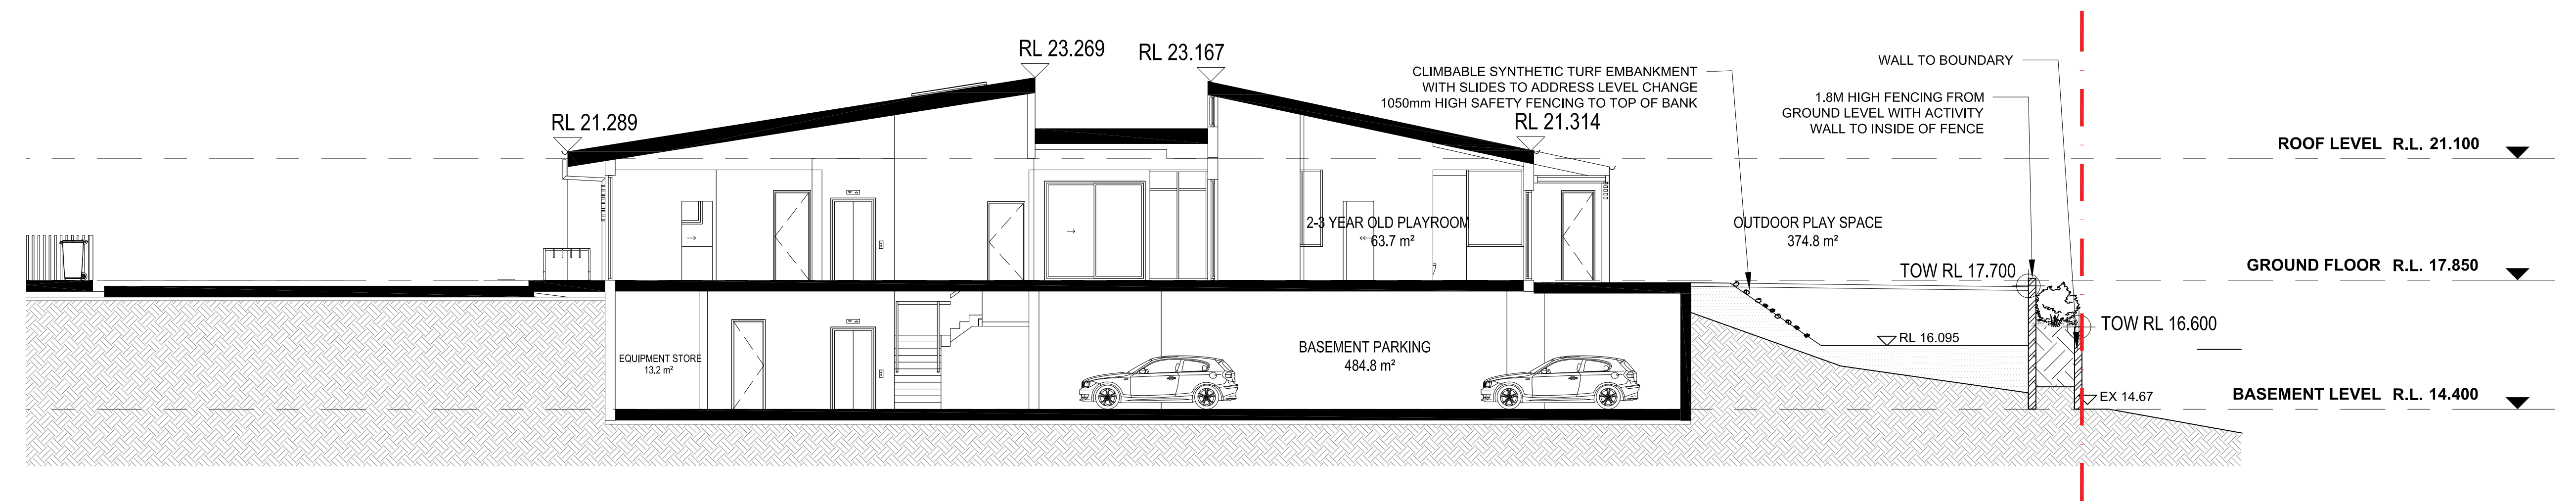 RL 23.269
RL 23.167
WALL TO BOUNDARY
CLIMBABLE SYNTHETIC TURF EMBANKMENT
WITH SLIDES TO ADDRESS LEVEL CHANGE
1050mm HIGH SAFETY FENCING TO TOP OF BANK
1.8M HIGH FENCING FROM
GROUND LEVEL WITH ACTIVITY
WALL TO INSIDE OF FENCE
RL 21.289
RL 21.314
ROOF LEVEL R.L. 21.100
2-3 YEAR OLD PLAYROOM
63.7 m²
OUTDOOR PLAY SPACE
374.8 m²
TOW RL 17.700
GROUND FLOOR R.L. 17.850
TOW RL 16.600
RL 16.095
EQUIPMENT STORE
13.2 m²
BASEMENT PARKING
484.8 m²
EX 14.67
BASEMENT LEVEL R.L. 14.400